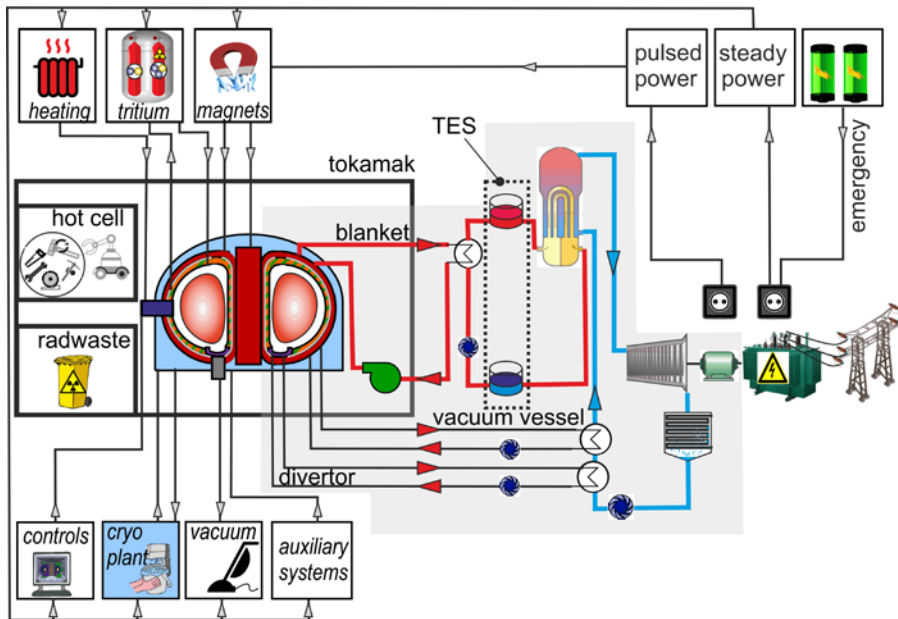 heating
tritium
magnets
pulsed
power
steady
power
emergency
TES
tokamak
hot cell
blanket
radwaste
vacuum vessel
divertor
controls
cryo
plant
vacuum
auxiliary
systems